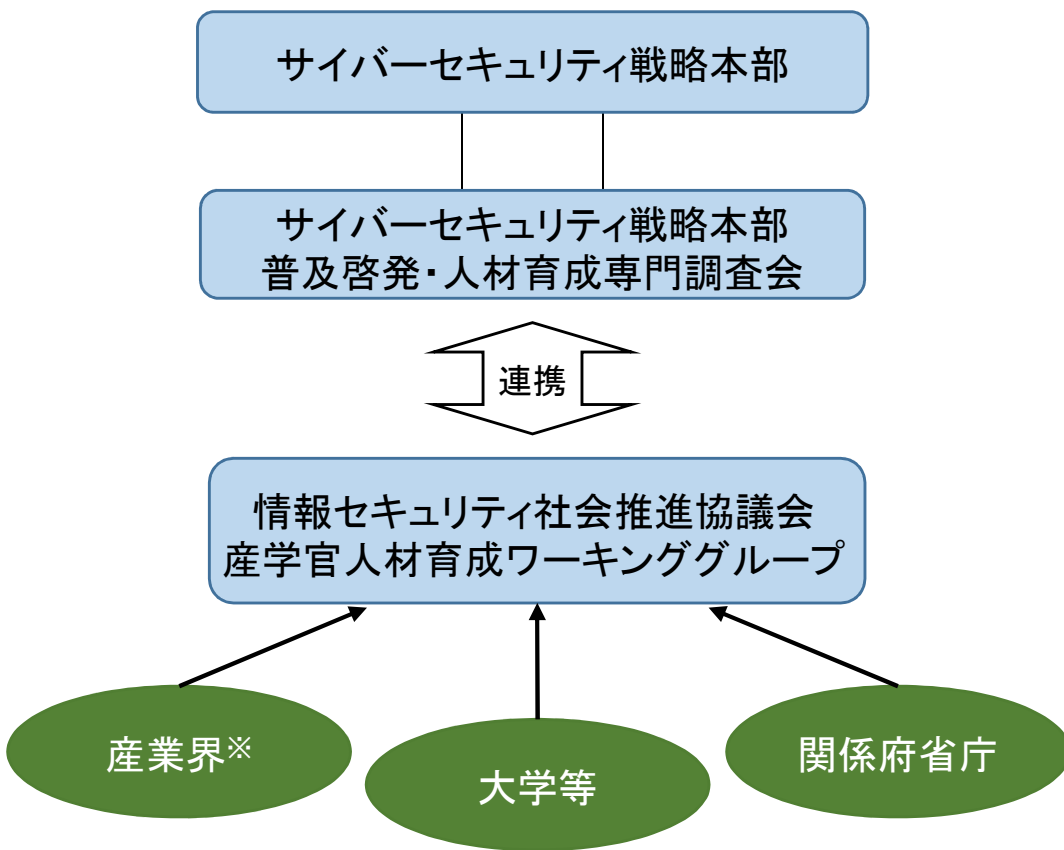 サイバーセキュリティ戦略本部
サイバーセキュリティ戦略本部
普及啓発・人材育成専門調査会
連携
情報セキュリティ社会推進協議会
産学官人材育成ワーキンググループ
産業界※
大学等
関係府省庁